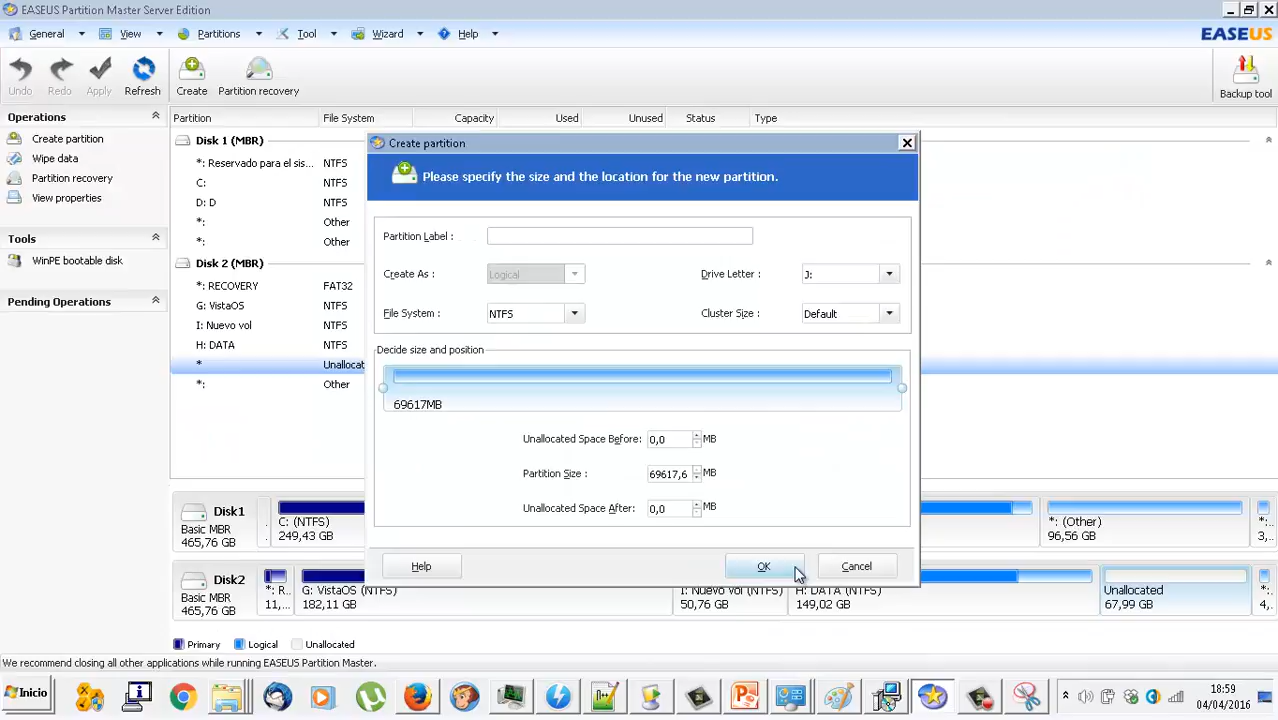 EASEUS Partition Master Server Edition
General View Partitions Tool Wizard Help
EASEUS
Undo Redo Apply Refresh Create Partition recovery Backup tool
Operations
Create partition
Wipe data
Partition recovery
View properties
Tools
WinPE bootable disk
Pending Operations
Partition File System Capacity Used Unused Status Type
Disk 1 (MBR)
*: Reservado para el sis... NTFS
C: NTFS
D: D NTFS
*: Other
*: Other
Disk 2 (MBR)
*: RECOVERY FAT32
G: VistaOS NTFS
I: Nuevo vol NTFS
H: DATA NTFS
* Unallocat
*: Other
Create partition
Please specify the size and the location for the new partition.
Partition Label :
Create As : Logical Drive Letter : J:
File System : NTFS Cluster Size : Default
Decide size and position
69617MB
Unallocated Space Before: 0,0 MB
Partition Size : 69617,6 MB
Unallocated Space After: 0,0 MB
Help OK Cancel
Disk1
Basic MBR
465,76 GB
C: (NTFS)
249,43 GB
*: (Other)
96,56 GB
3,...
Disk2
Basic MBR
465,76 GB
*: R
11,...
G: VistaOS (NTFS)
182,11 GB
I: Nuevo vol (NTFS)
50,76 GB
H: DATA (NTFS)
149,02 GB
Unallocated
67,99 GB
*:
4,...
Primary Logical Unallocated
We recommend closing all other applications while running EASEUS Partition Master.
Inicio
18:53
04/04/2016